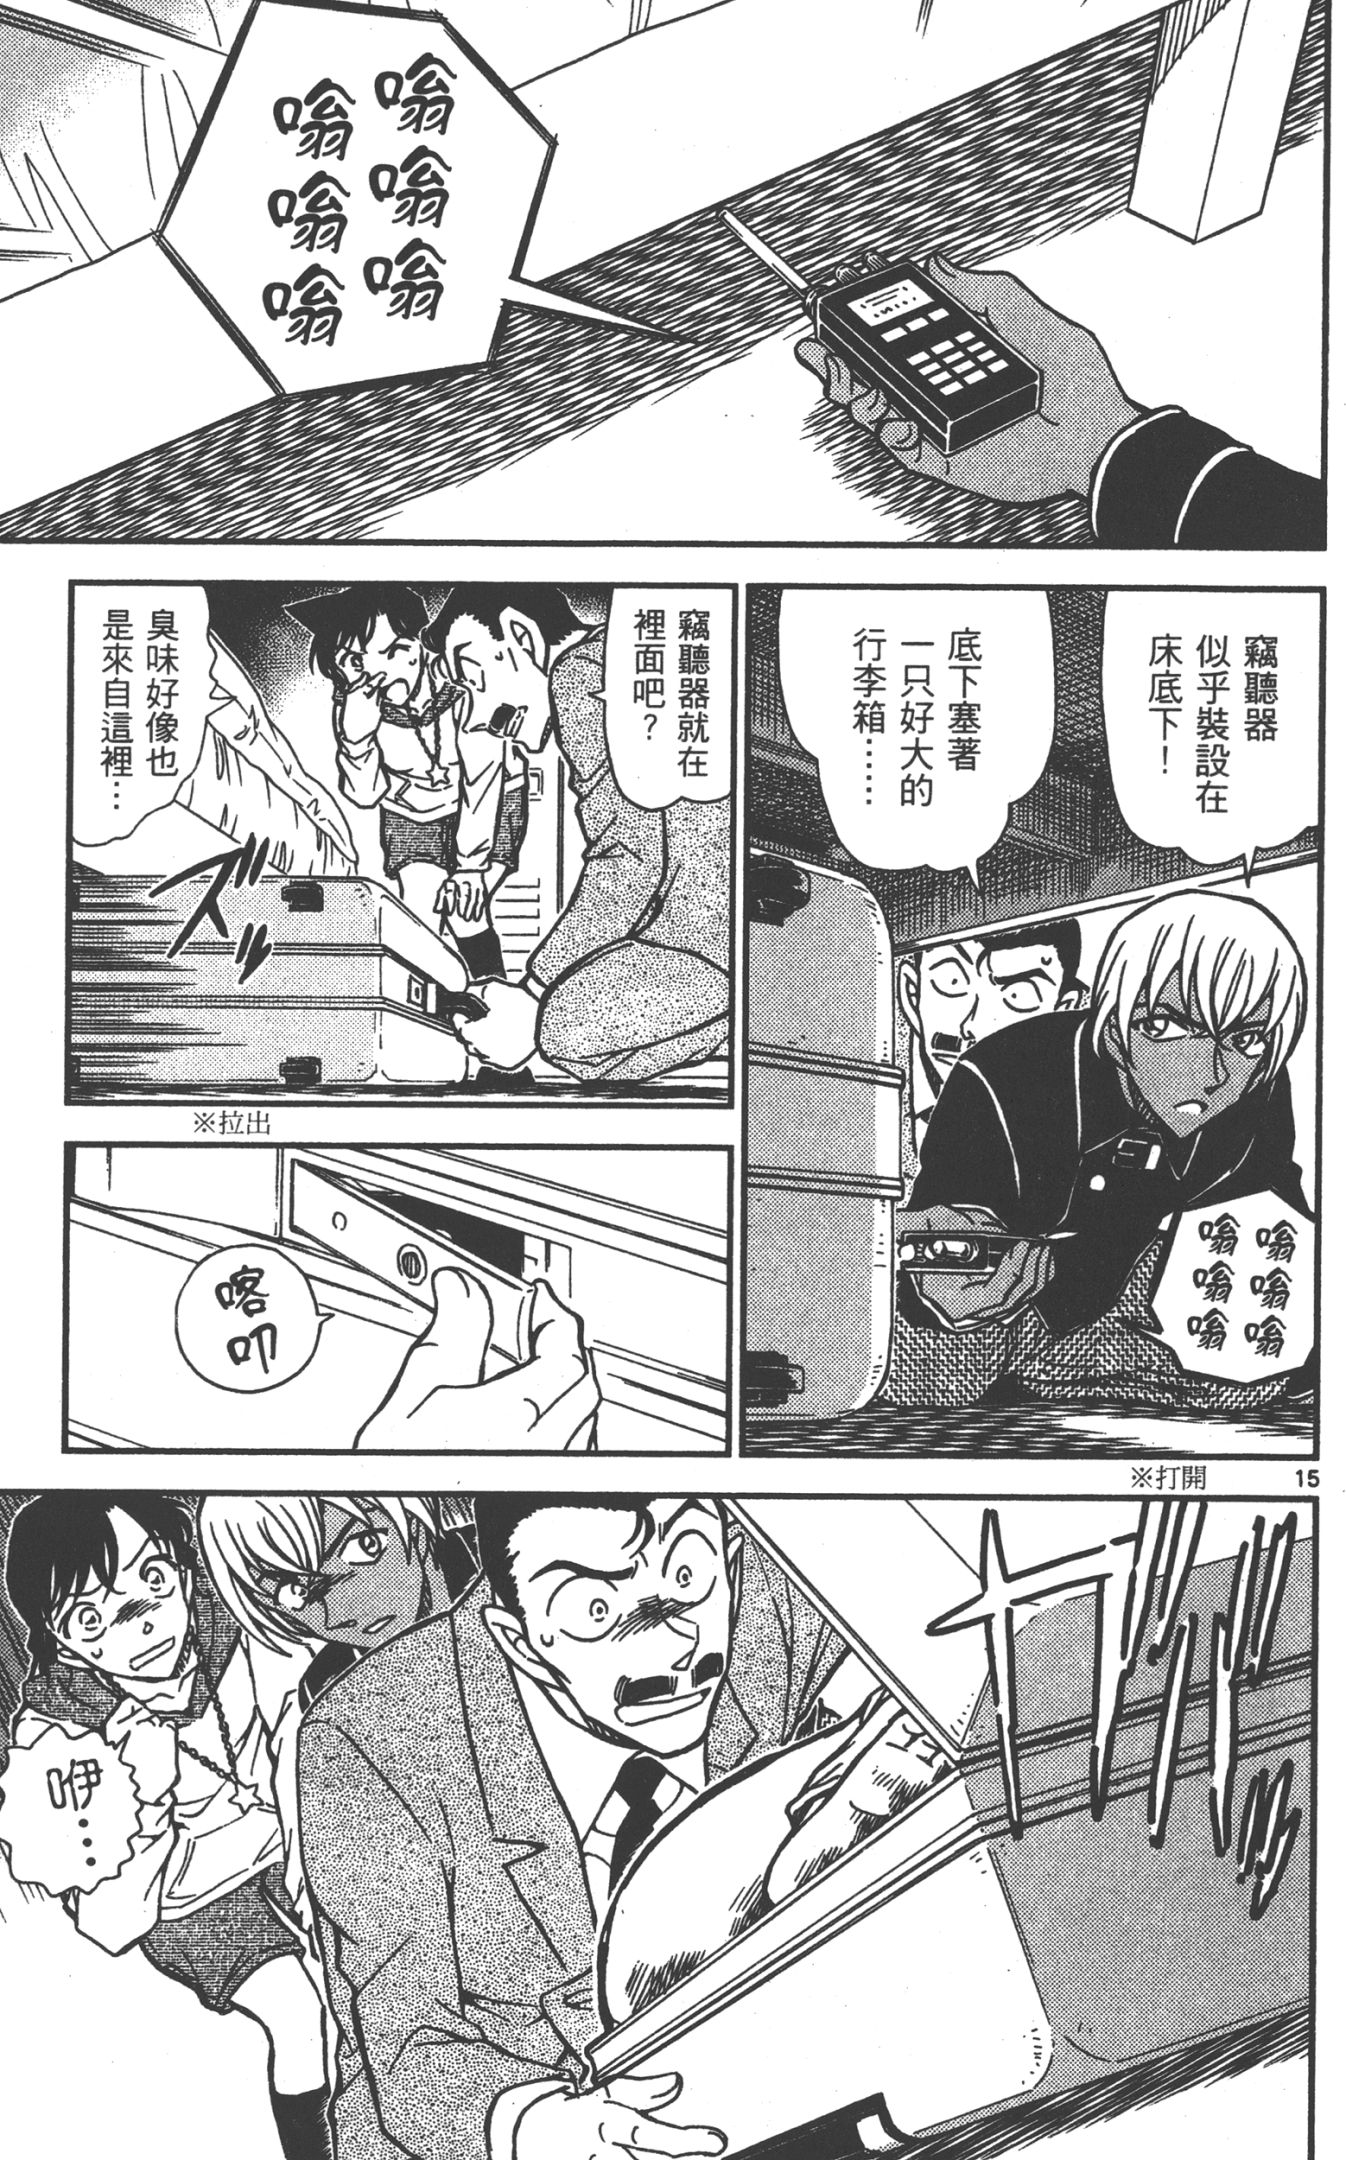 嗡嗡嗡
嗡嗡嗡
竊聽器
似乎裝設在
床底下！
底下塞著
一只好大的
行李箱……
嗡嗡嗡
嗡嗡嗡
竊聽器就在
裡面吧？
臭味好像也
是來自這裡…
ズズッ
※拉出
喀叩
※打開
15
咿……